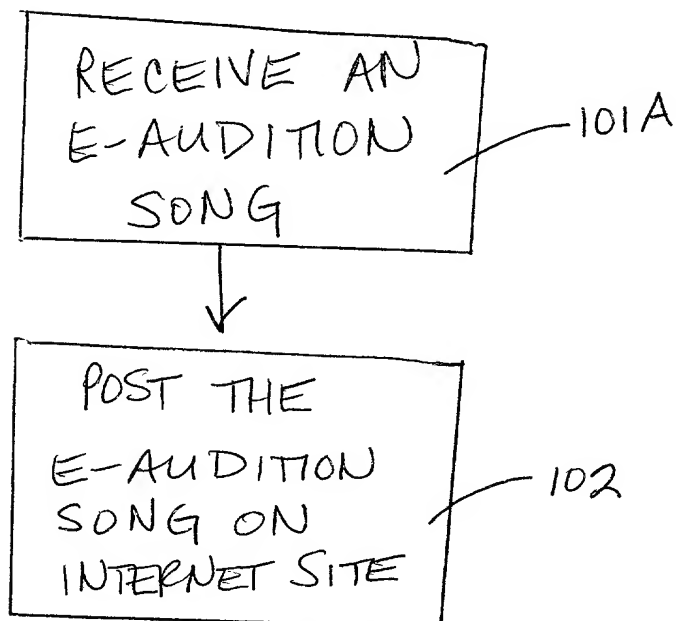 RECEIVE AN
E-AUDITION
SONG
101A
POST THE
E-AUDITION
SONG ON
INTERNET SITE
102